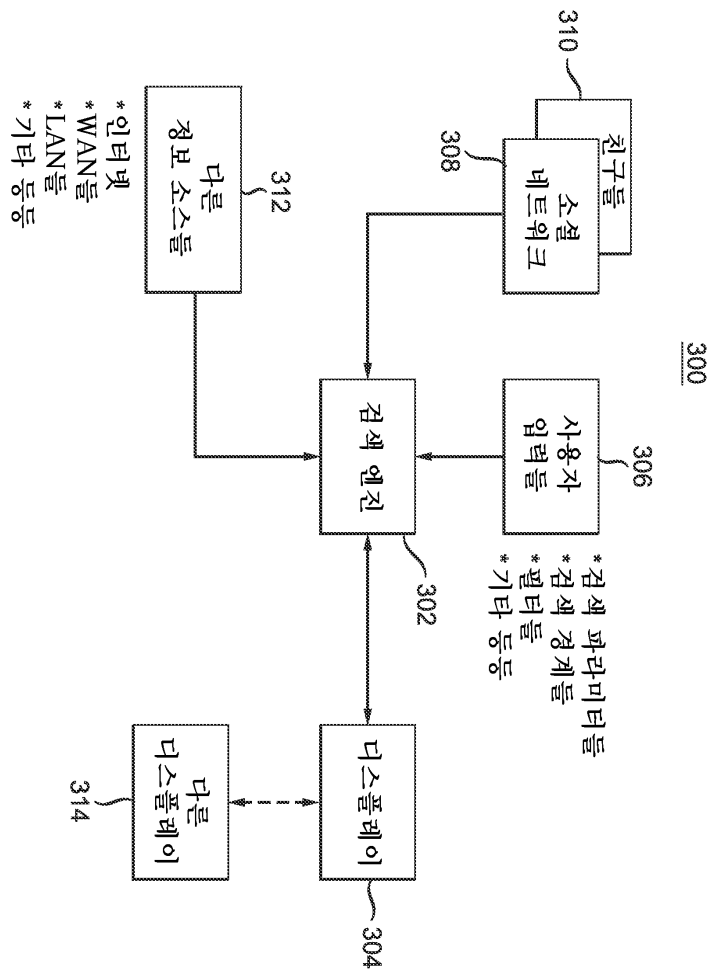 300
310
친구들
308
소셜
네트워크
306
사용자
입력들
*검색 파라미터들
*검색 경계들
*필터들
*기타 등등
검색 엔진
302
디스플레이
304
312
다른
정보 소스들
*인터넷
*WAN들
*LAN들
*기타 등등
다른
디스플레이
314